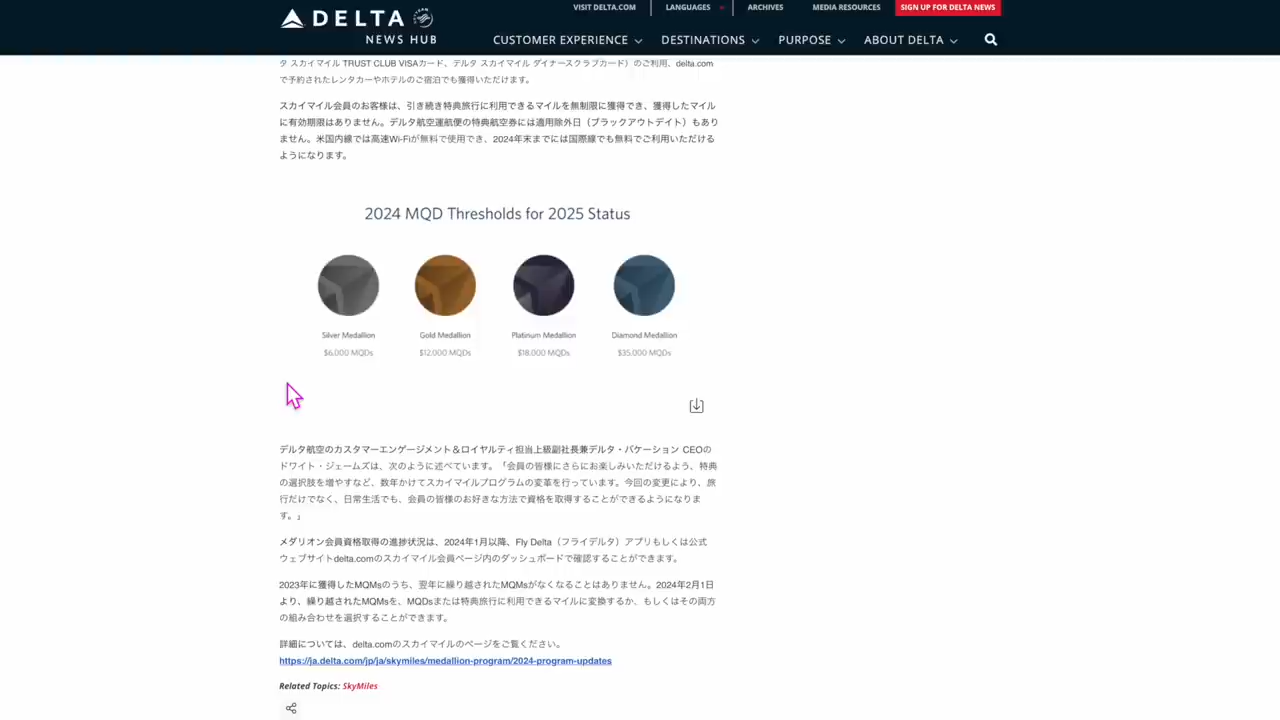 VISIT DELTA.COM
LANGUAGES
ARCHIVES
MEDIA RESOURCES
SIGN UP FOR DELTA NEWS
DELTA
NEWS HUB
CUSTOMER EXPERIENCE
DESTINATIONS
PURPOSE
ABOUT DELTA
タ スカイマイル TRUST CLUB VISAカード、デルタ スカイマイル ダイナースクラブカード）のご利用、delta.com
で予約されたレンタカーやホテルのご宿泊でも獲得いただけます。
スカイマイル会員のお客様は、引き続き特典旅行に利用できるマイルを無制限に獲得でき、獲得したマイル
に有効期限はありません。デルタ航空運航便の特典航空券には適用除外日（ブラックアウトデイト）もあり
ません。米国内線では高速Wi-Fiが無料で使用でき、2024年末までには国際線でも無料でご利用いただける
ようになります。
2024 MQD Thresholds for 2025 Status
Silver Medallion
Gold Medallion
Platinum Medallion
Diamond Medallion
$6,000 MQDs
$12,000 MQDs
$18,000 MQDs
$35,000 MQDs
デルタ航空のカスタマーエンゲージメント＆ロイヤルティ担当上級副社長兼デルタ・バケーション CEOの
ドワイト・ジェームズは、次のように述べています。「会員の皆様にさらにお楽しみいただけるよう、特典
の選択肢を増やすなど、数年かけてスカイマイルプログラムの変革を行っています。今回の変更により、旅
行だけでなく、日常生活でも、会員の皆様のお好きな方法で資格を取得することができるようになりま
す。」
メダリオン会員資格取得の進捗状況は、2024年1月以降、Fly Delta（フライデルタ）アプリもしくは公式
ウェブサイトdelta.comのスカイマイル会員ページ内のダッシュボードで確認することができます。
2023年に獲得したMQMsのうち、翌年に繰り越されたMQMsがなくなることはありません。2024年2月1日
より、繰り越されたMQMsを、MQDsまたは特典旅行に利用できるマイルに変換するか、もしくはその両方
の組み合わせを選択することができます。
詳細については、delta.comのスカイマイルのページをご覧ください。
https://ja.delta.com/jp/ja/skymiles/medallion-program/2024-program-updates
Related Topics: SkyMiles